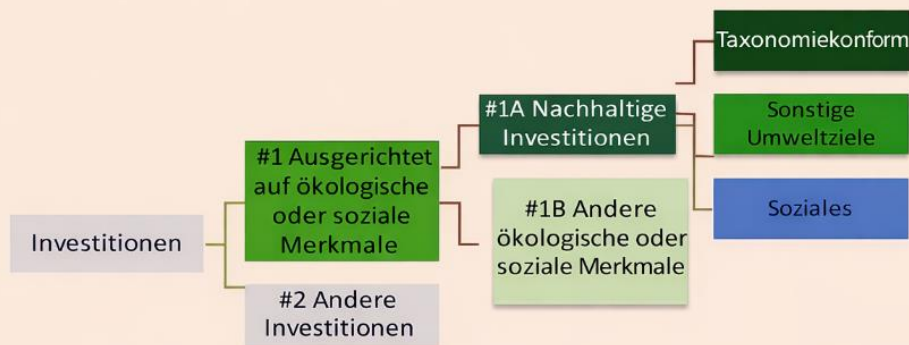 Investitionen
#1 Ausgerichtet
auf ökologische
oder soziale
Merkmale
#2 Andere
Investitionen
#1A Nachhaltige
Investitionen
#1B Andere
ökologische oder
soziale Merkmale
Taxonomiekonform
Sonstige
Umweltziele
Soziales